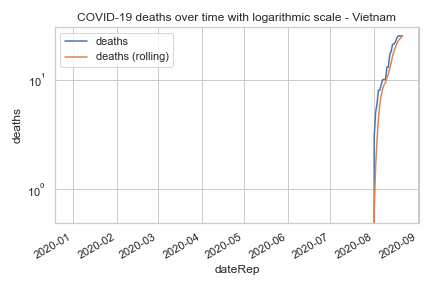 COVID-19 deaths over time with logarithmic scale - Vietnam
deaths
deaths (rolling)
10¹
10⁰
deaths
2020-01
2020-02
2020-03
2020-04
2020-05
2020-06
2020-07
2020-08
2020-09
dateRep